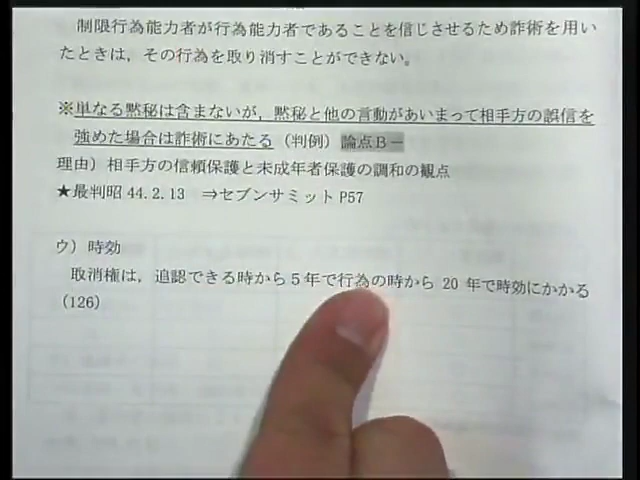 制限行為能力者が行為能力者であることを信じさせるため詐術を用い
たときは，その行為を取り消すことができない。
※単なる黙秘は含まないが，黙秘と他の言動があいまって相手方の誤信を
強めた場合は詐術にあたる（判例）論点Ｂ－
理由）相手方の信頼保護と未成年者保護の調和の観点
★最判昭 44.2.13 ⇒セブンサミット P57
ウ）時効
取消権は，追認できる時から５年で行為の時から 20 年で時効にかかる
（126）